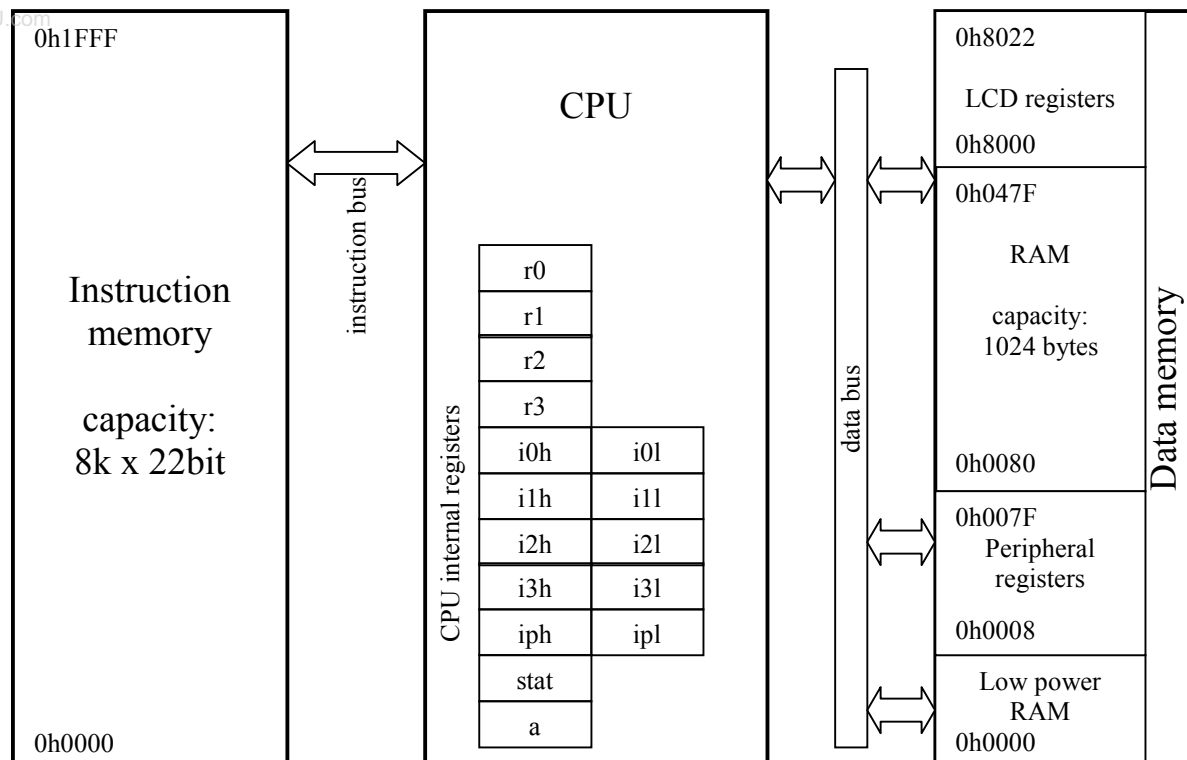 .com
0h1FFF
Instruction
memory
capacity:
8k x 22bit
0h0000
instruction bus
CPU
CPU internal registers
r0
r1
r2
r3
i0h i0l
i1h i1l
i2h i2l
i3h i3l
iph ipl
stat
a
data bus
0h8022
LCD registers
0h8000
0h047F
RAM
capacity:
1024 bytes
0h0080
0h007F
Peripheral
registers
0h0008
Low power
RAM
0h0000
Data memory